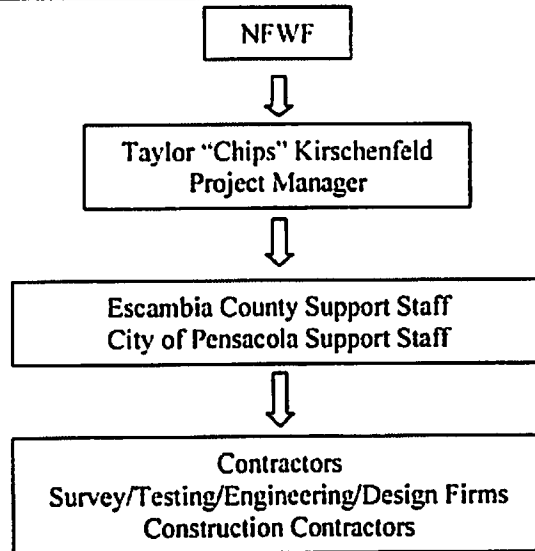 NFWF
Taylor “Chips” Kirschenfeld
Project Manager
Escambia County Support Staff
City of Pensacola Support Staff
Contractors
Survey/Testing/Engineering/Design Firms
Construction Contractors